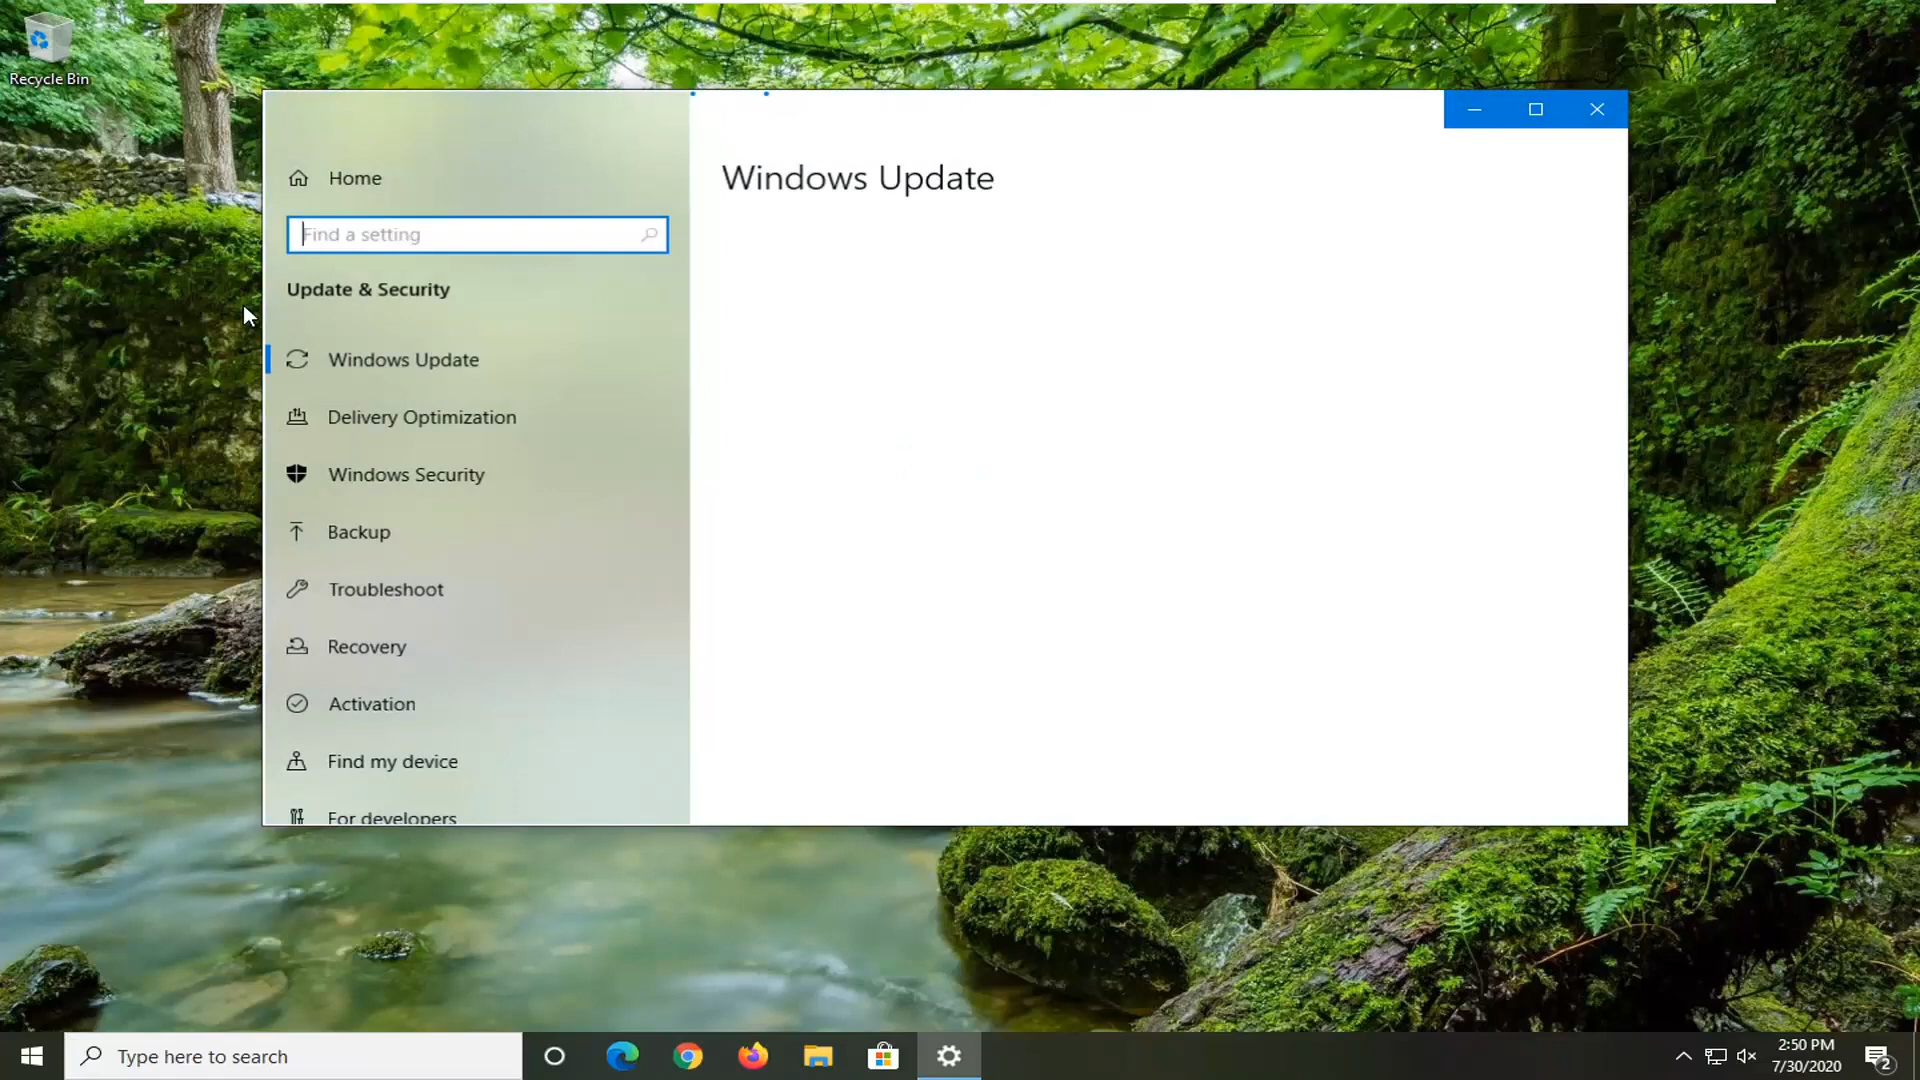 Recycle Bin
Home
Find a setting
Update & Security
Windows Update
Delivery Optimization
Windows Security
Backup
Troubleshoot
Recovery
Activation
Find my device
For developers
Windows Update
Type here to search
2:50 PM
7/30/2020
2